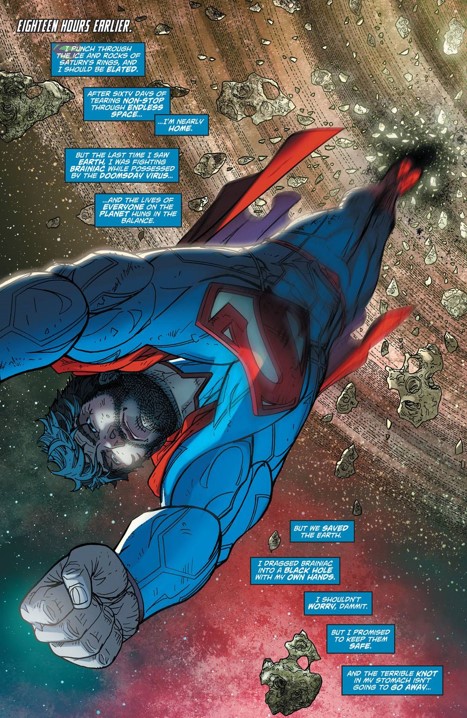 EIGHTEEN HOURS EARLIER.
I PUNCH THROUGH
THE ICE AND ROCKS OF
SATURN'S RINGS, AND
I SHOULD BE ELATED.
AFTER SIXTY DAYS OF
TEARING NON-STOP
THROUGH ENDLESS
SPACE...
...I'M NEARLY
HOME.
BUT THE LAST TIME I SAW
EARTH, I WAS FIGHTING
BRAINIAC WHILE POSSESSED
BY THE DOOMSDAY VIRUS...
...AND THE LIVES OF
EVERYONE ON THE
PLANET HUNG IN THE
BALANCE.
BUT WE SAVED
THE EARTH.
I DRAGGED BRAINIAC
INTO A BLACK HOLE
WITH MY OWN HANDS.
I SHOULDN'T
WORRY, DAMMIT.
BUT I PROMISED
TO KEEP THEM
SAFE.
AND THE TERRIBLE KNOT
IN MY STOMACH ISN'T
GOING TO GO AWAY...